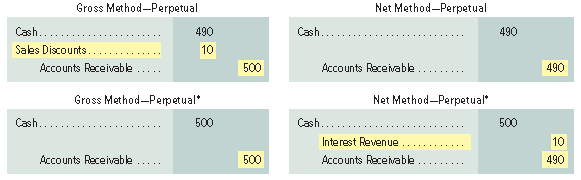 Gross Method—Perpetual
Cash........................ 490
Sales Discounts.............. 10
Accounts Receivable ..... 500
Net Method—Perpetual
Cash........................ 490
Accounts Receivable ..... 490
Gross Method—Perpetual*
Cash........................ 500
Accounts Receivable ..... 500
Net Method—Perpetual*
Cash........................ 500
Interest Revenue ............ 10
Accounts Receivable ..... 490